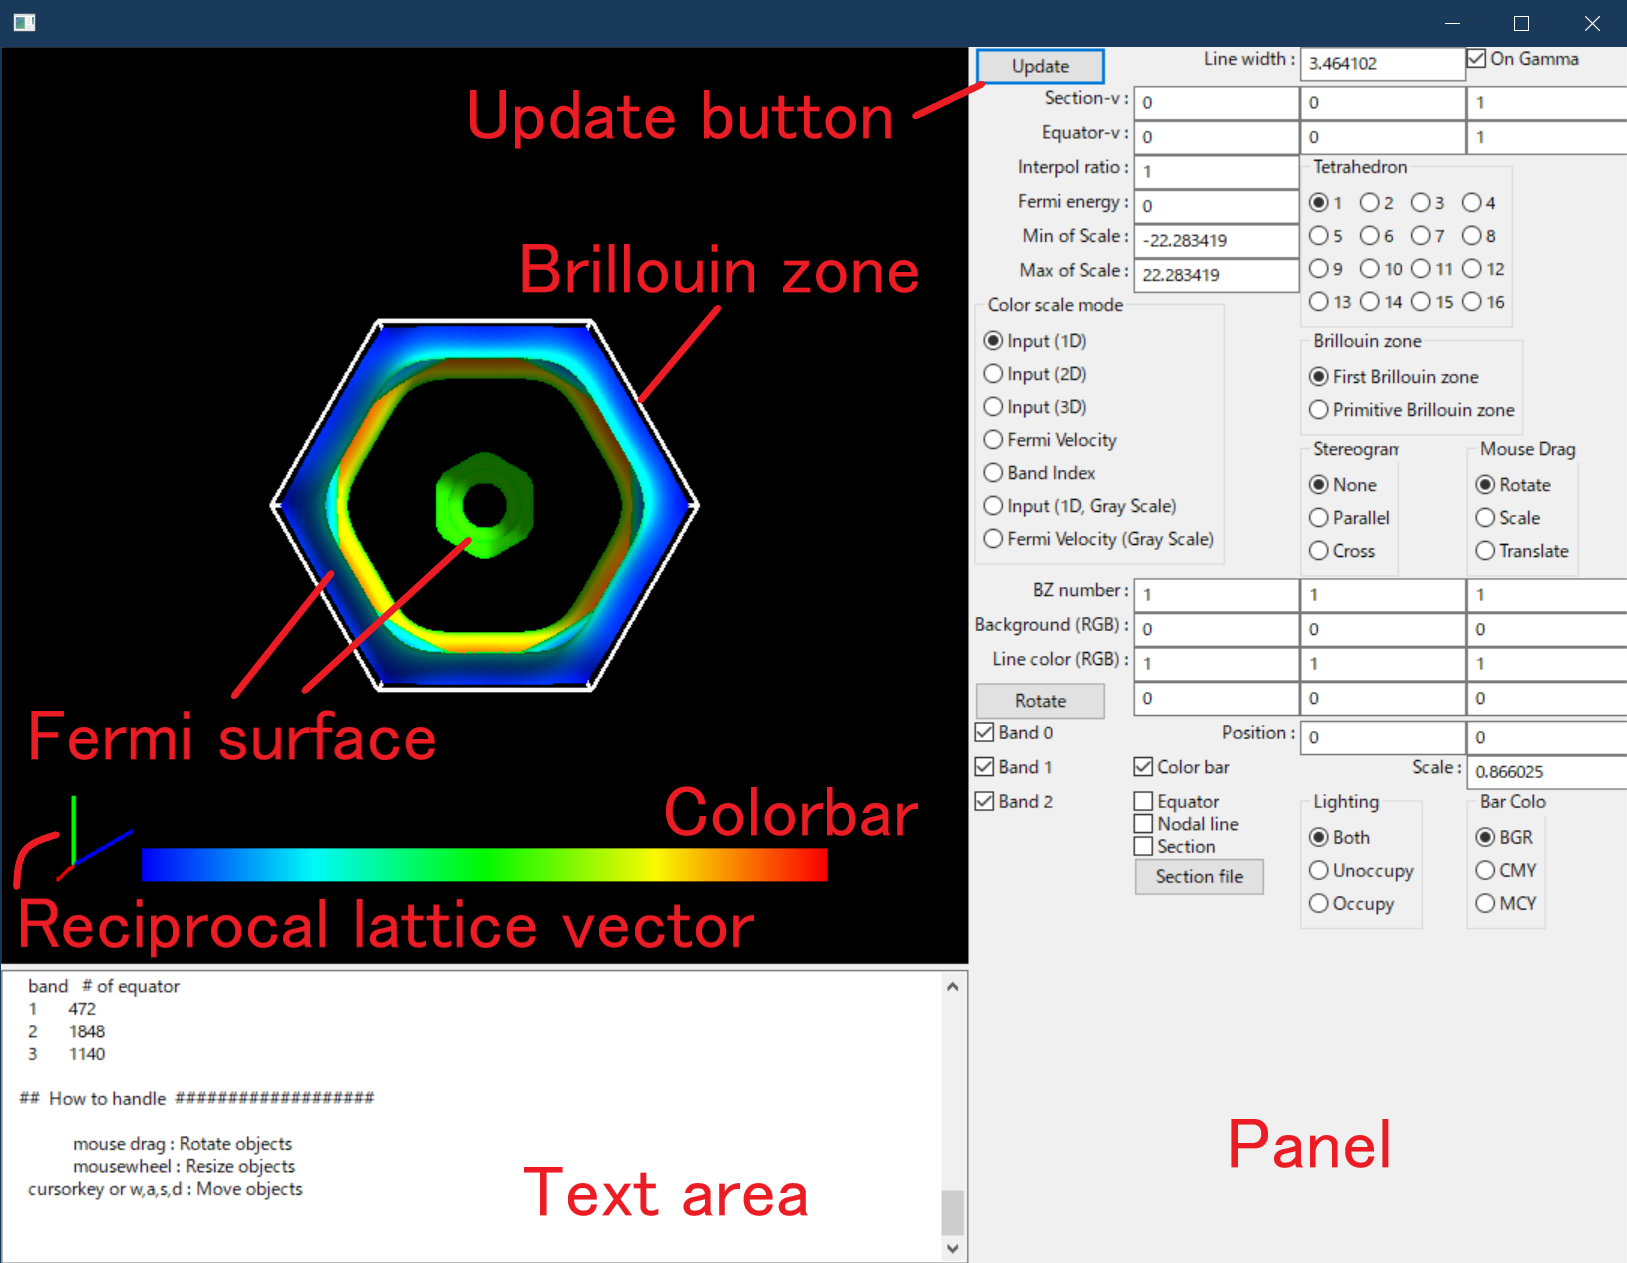 Update button
Brillouin zone
Fermi surface
Colorbar
Reciprocal lattice vector
band # of equator
1 472
2 1848
3 1140
## How to handle ###################
mouse drag : Rotate objects
mousewheel : Resize objects
cursorkey or w,a,s,d : Move objects
Text area
Update Line width : 3.464102 On Gamma
Section-v : 0 0 1
Equator-v : 0 0 1
Interpol ratio : 1
Fermi energy : 0
Min of Scale : -22.283419
Max of Scale : 22.283419
Tetrahedron
1 2 3 4
5 6 7 8
9 10 11 12
13 14 15 16
Color scale mode
Input (1D)
Input (2D)
Input (3D)
Fermi Velocity
Band Index
Input (1D, Gray Scale)
Fermi Velocity (Gray Scale)
Brillouin zone
First Brillouin zone
Primitive Brillouin zone
Stereogram
None
Parallel
Cross
Mouse Drag
Rotate
Scale
Translate
BZ number : 1 1 1
Background (RGB) : 0 0 0
Line color (RGB) : 1 1 1
Rotate 0 0 0
Band 0 Position : 0 0
Band 1 Color bar Scale : 0.866025
Band 2
Equator
Nodal line
Section
Section file
Lighting
Both
Unoccupy
Occupy
Bar Colo
BGR
CMY
MCY
Panel